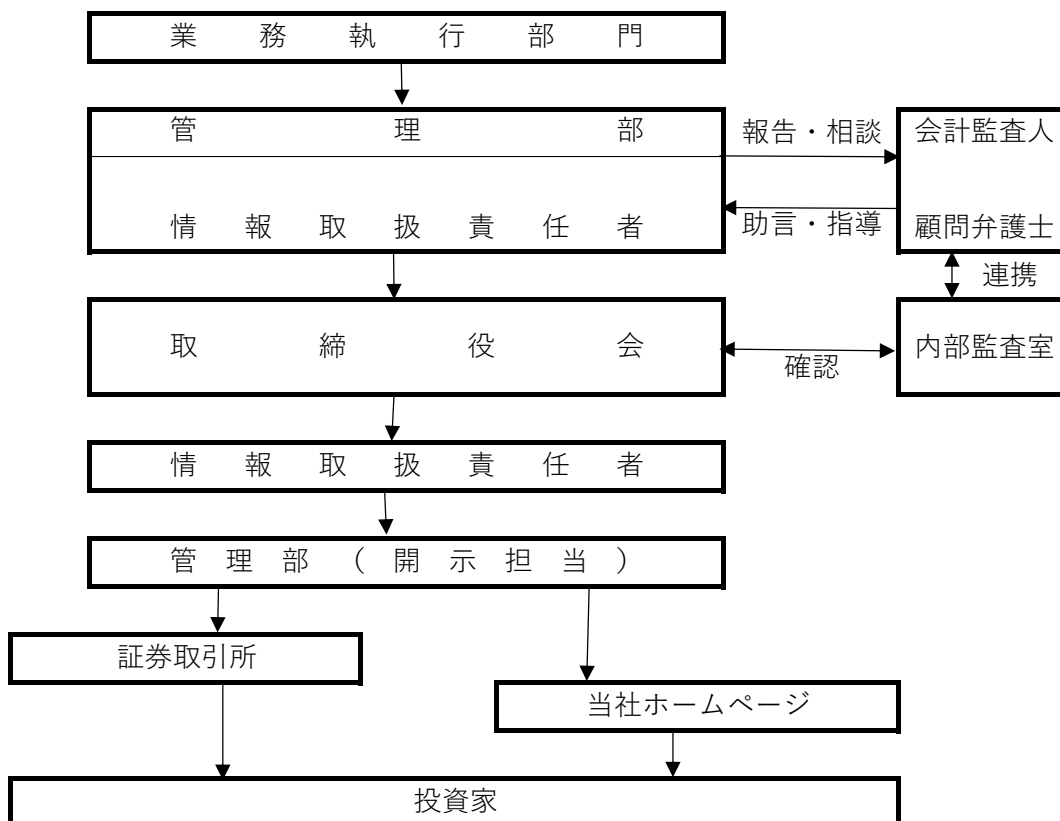 業務執行部門
管理部
報告・相談
会計監査人
情報取扱責任者
助言・指導
顧問弁護士
連携
取締役会
確認
内部監査室
情報取扱責任者
管理部（開示担当）
証券取引所
当社ホームページ
投資家